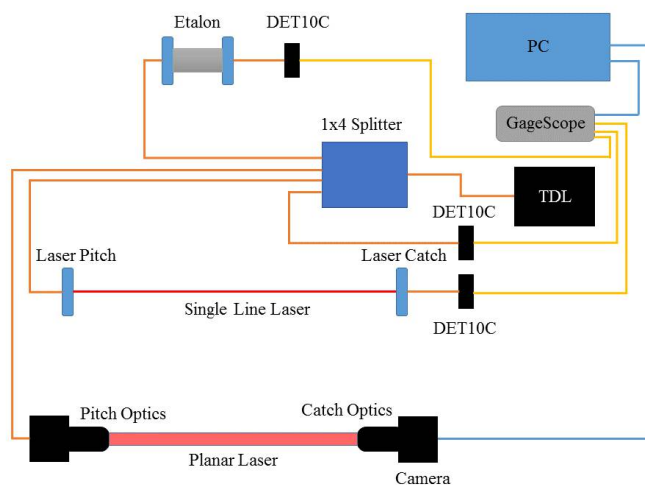 Etalon
DET10C
PC
GageScope
1x4 Splitter
TDL
DET10C
Laser Pitch
Laser Catch
Single Line Laser
DET10C
Pitch Optics
Catch Optics
Planar Laser
Camera